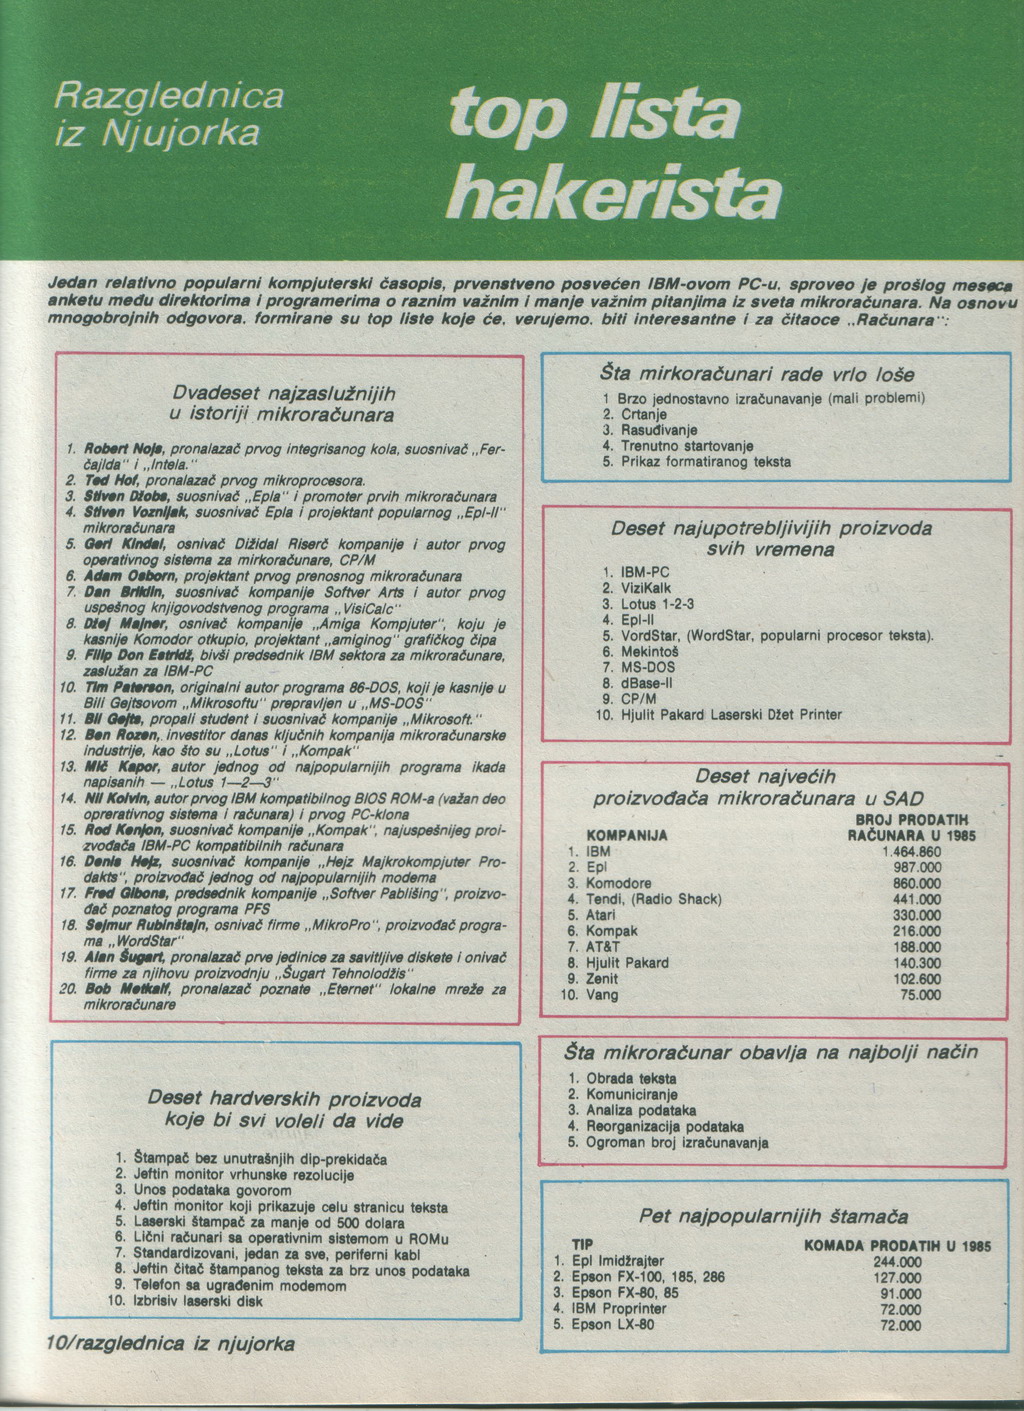 Razglednica
iz Njujorka
top lista
hakerista
Jedan relativno popularni kompjuterski časopis, prvenstveno posvećen IBM-ovom PC-u, sproveo je prošlog meseca
anketu među direktorima i programerima o raznim važnim i manje važnim pitanjima iz sveta mikroračunara. Na osnovu
mnogobrojnih odgovora, formirane su top liste koje će, verujemo, biti interesantne i za čitaoce „Računara":
Dvadeset najzaslužnijih
u istoriji mikroračunara
1. Robert Nojs, pronalazač prvog integrisanog kola, suosnivač „Fer-
čajlda" i „Intela."
2. Ted Hof, pronalazač prvog mikroprocesora.
3. Stiven Džobs, suosnivač „Epla" i promoter prvih mikroračunara
4. Stiven Voznijak, suosnivač Epla i projektant popularnog „Epl-II"
mikroračunara
5. Geri Kindal, osnivač Dižidal Riserč kompanije i autor prvog
operativnog sistema za mirkoračunare, CP/M
6. Adam Osborn, projektant prvog prenosnog mikroračunara
7. Dan Briklin, suosnivač kompanije Softver Arts i autor prvog
uspešnog knjigovodstvenog programa „VisiCalc"
8. Džej Majner, osnivač kompanije „Amiga Kompjuter", koju je
kasnije Komodor otkupio, projektant „amiginog" grafičkog čipa
9. Filip Don Estridž, bivši predsednik IBM sektora za mikroračunare,
zaslužan za IBM-PC
10. Tim Paterson, originalni autor programa 86-DOS, koji je kasnije u
Bill Gejtsovom „Mikrosoftu" prepravljen u „MS-DOS"
11. Bil Gejts, propali student i suosnivač kompanije „Mikrosoft."
12. Ben Rozen, investitor danas ključnih kompanija mikroračunarske
industrije, kao što su „Lotus" i „Kompak"
13. Mič Kapor, autor jednog od najpopularnijih programa ikada
napisanih — „Lotus 1—2—3"
14. Nil Kolvin, autor prvog IBM kompatibilnog BIOS ROM-a (važan deo
oprerativnog sistema i računara) i prvog PC-klona
15. Rod Kenjon, suosnivač kompanije „Kompak", najuspešnijeg proi-
zvođača IBM-PC kompatibilnih računara
16. Denis Hejz, suosnivač kompanije „Hejz Majkrokompjuter Pro-
dakts", proizvođač jednog od najpopularnijih modema
17. Fred Gibons, predsednik kompanije „Softver Pablišing", proizvo-
đač poznatog programa PFS
18. Sejmur Rubinštajn, osnivač firme „MikroPro", proizvođač progra-
ma „WordStar"
19. Alan Šugart, pronalazač prve jedinice za savitljive diskete i onivač
firme za njihovu proizvodnju „Šugart Tehnolodžis"
20. Bob Metkalf, pronalazač poznate „Eternet" lokalne mreže za
mikroračunare
Deset hardverskih proizvoda
koje bi svi voleli da vide
1. Štampač bez unutrašnjih dip-prekidača
2. Jeftin monitor vrhunske rezolucije
3. Unos podataka govorom
4. Jeftin monitor koji prikazuje celu stranicu teksta
5. Laserski štampač za manje od 500 dolara
6. Lični računari sa operativnim sistemom u ROMu
7. Standardizovani, jedan za sve, periferni kabl
8. Jeftin čitač štampanog teksta za brz unos podataka
9. Telefon sa ugrađenim modemom
10. Izbrisiv laserski disk
Šta mirkoračunari rade vrlo loše
1 Brzo jednostavno izračunavanje (mali problemi)
2. Crtanje
3. Rasuđivanje
4. Trenutno startovanje
5. Prikaz formatiranog teksta
Deset najupotrebljivijih proizvoda
svih vremena
1. IBM-PC
2. ViziKalk
3. Lotus 1-2-3
4. Epl-II
5. VordStar, (WordStar, popularni procesor teksta).
6. Mekintoš
7. MS-DOS
8. dBase-II
9. CP/M
10. Hjulit Pakard Laserski Džet Printer
Deset najvećih
proizvođača mikroračunara u SAD
KOMPANIJA BROJ PRODATIH
RAČUNARA U 1985
1. IBM 1.464.860
2. Epl 987.000
3. Komodore 860.000
4. Tendi, (Radio Shack) 441.000
5. Atari 330.000
6. Kompak 216.000
7. AT&T 188.000
8. Hjulit Pakard 140.300
9. Zenit 102.600
10. Vang 75.000
Šta mikroračunar obavlja na najbolji način
1. Obrada teksta
2. Komuniciranje
3. Analiza podataka
4. Reorganizacija podataka
5. Ogroman broj izračunavanja
Pet najpopularnijih štamača
TIP KOMADA PRODATIH U 1985
1. Epl Imidžrajter 244.000
2. Epson FX-100, 185, 286 127.000
3. Epson FX-80, 85 91.000
4. IBM Proprinter 72.000
5. Epson LX-80 72.000
10/razglednica iz njujorka